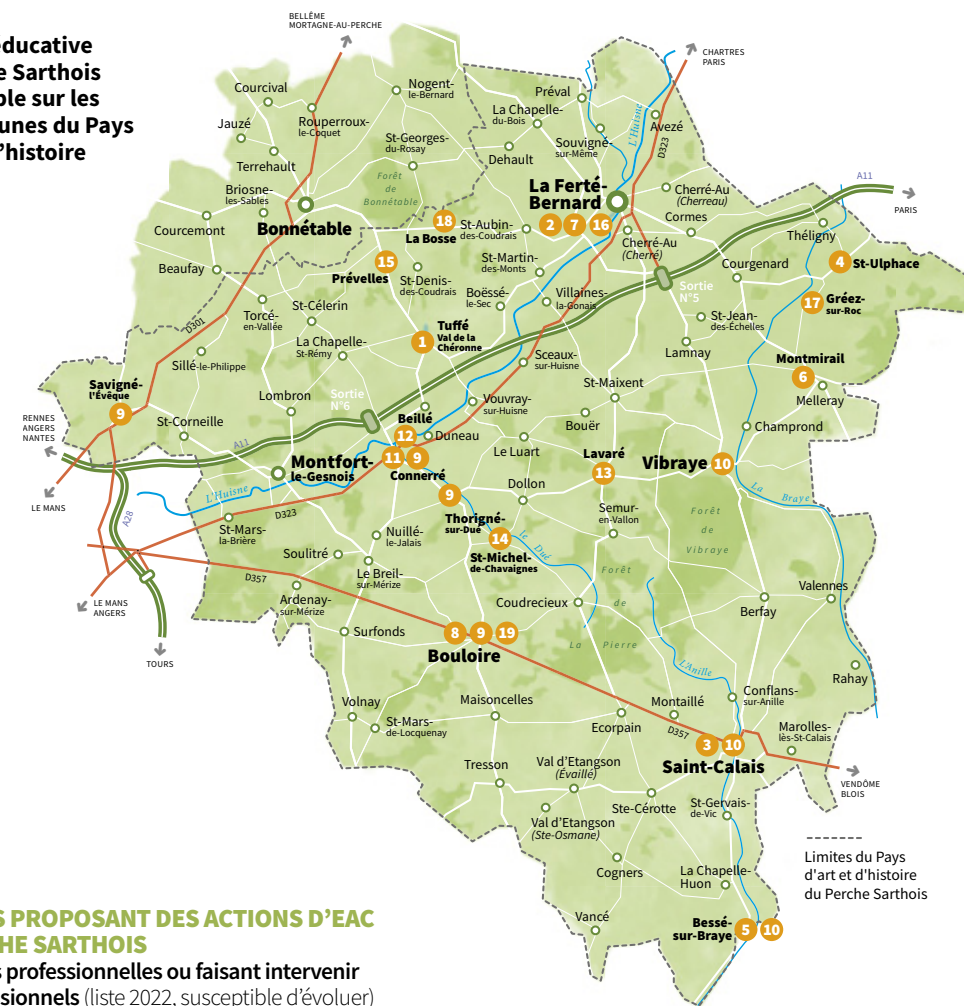 BELLÊME
MORTAGNE-AU-PERCHE
CHARTRES
PARIS
éducative
e Sarthois
ble sur les
unes du Pays
'histoire
Courcival
Nogent-
le-Bernard
Préval
La Chapelle-
du-Bois
L'Huisne
Avezé
D323
Jauzé
Rouperroux-
le-Coquet
St-Georges-
du-Rosay
Souvigné-
sur-Même
Terrehault
Dehault
A11
PARIS
Forêt
de
Bonnétable
La Ferté-
Bernard
2 7 16
Cherré-Au
(Cherreau)
Briosne-
les-Sables
Bonnétable
18
La Bosse
St-Aubin-
des-Coudrais
Cormes
Courcemont
Cherré-Au
(Cherré)
Théligny
4 St-Ulphace
Beaufay
15
Prévelles
St-Denis-
des-Coudrais
St-Martin-
des-Monts
Courgenard
Sortie
N°5
17 Gréez-
sur-Roc
Boëssé-
le-Sec
Villaines-
la-Gonais
Torcé-
en-Vallée
St-Célerin
D301
St-Jean-
des-Échelles
1
Tuffé
Val de la
Chéronne
La Chapelle-
St-Rémy
Lamnay
Montmirail
6
Melleray
Sillé-le-Philippe
Sceaux-
sur-Huisne
Savigné-
l'Évêque
9
St-Maixent
Lombron
Sortie
N°6
Vouvray-
sur-Huisne
RENNES
ANGERS
NANTES
St-Corneille
Beillé
12
Duneau
Bouër
Champrond
A11
Le Luart
Lavaré
13
Vibraye 10
Montfort-
le-Gesnois
11 9
Connerré
LE MANS
L'Huisne
9
Thorigné-
sur-Dué
Dollon
Semur-
en-Vallon
La Braye
A28
St-Mars-
la-Brière
D323
Nuillé-
le-Jalais
14
St-Michel-
de-Chavaignes
le Dué
Forêt
de
Vibraye
Soulitré
D357
Le Breil-
sur-Mérize
Forêt
de
La Pierre
Valennes
LE MANS
ANGERS
Ardenay-
sur-Mérize
Coudrecieux
Berfay
TOURS
Surfonds
8 9 19
Bouloire
L'Anille
Rahay
Volnay
Maisoncelles
Montaillé
Conflans-
sur-Anille
St-Mars-
de-Locquenay
Ecorpain
D357
Marolles-
lès-St-Calais
3 10
Saint-Calais
Tresson
Val d'Etangson
(Évaillé)
VENDÔME
BLOIS
Ste-Cérotte
St-Gervais-
de-Vic
Val d'Etangson
(Ste-Osmane)
Limites du Pays
d'art et d'histoire
du Perche Sarthois
Cogners
La Chapelle-
Huon
Vancé
Bessé-
sur-Braye
5 10
S PROPOSANT DES ACTIONS D'EAC
CHE SARTHOIS
s professionnelles ou faisant intervenir
ssionnels (liste 2022, susceptible d'évoluer)